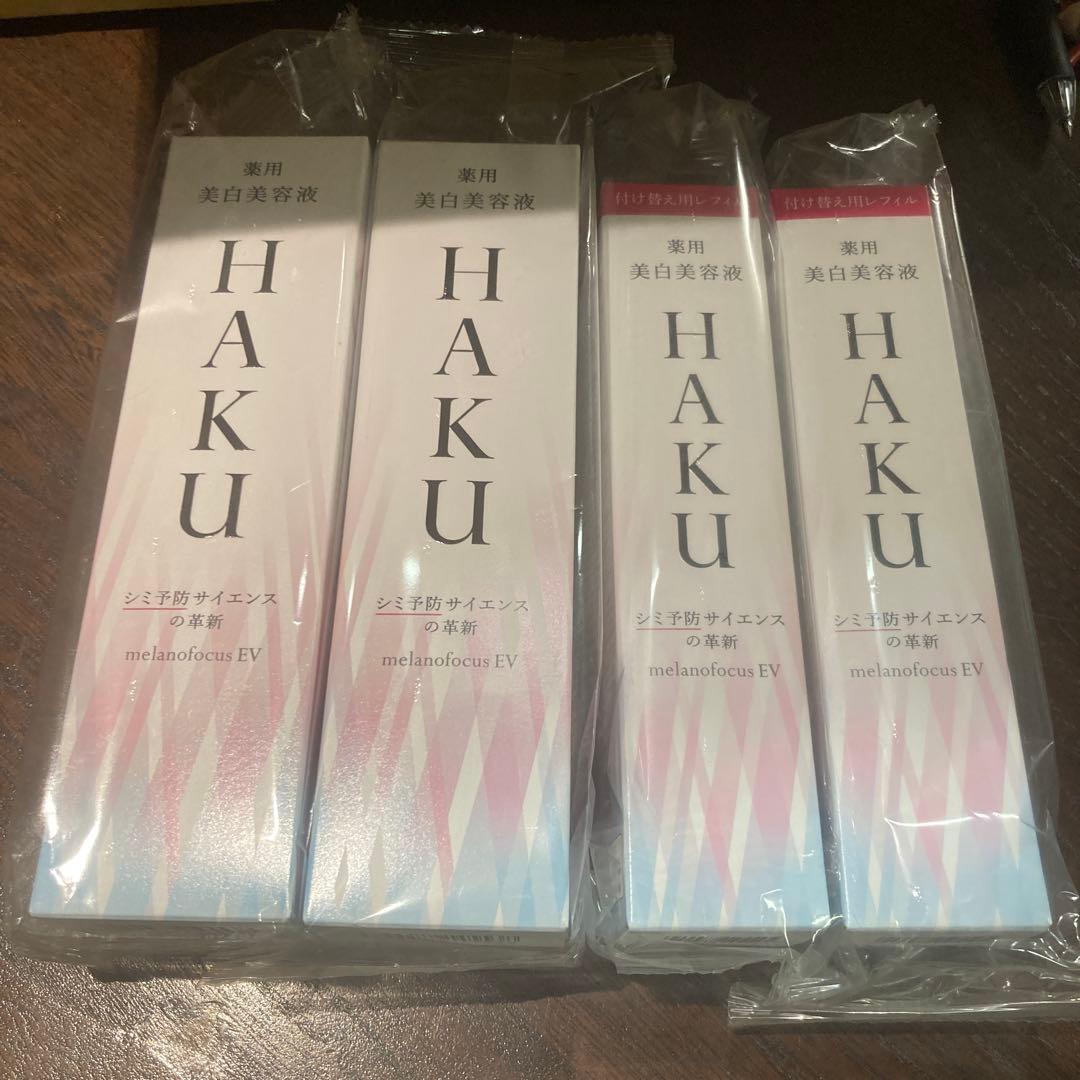 薬用
美白美容液
HAKU
シミ予防サイエンス
の革新
melanofocus EV
薬用
美白美容液
HAKU
シミ予防サイエンス
の革新
melanofocus EV
付け替え用レフィル
薬用
美白美容液
HAKU
シミ予防サイエンス
の革新
melanofocus EV
付け替え用レフィル
薬用
美白美容液
HAKU
シミ予防サイエンス
の革新
melanofocus EV